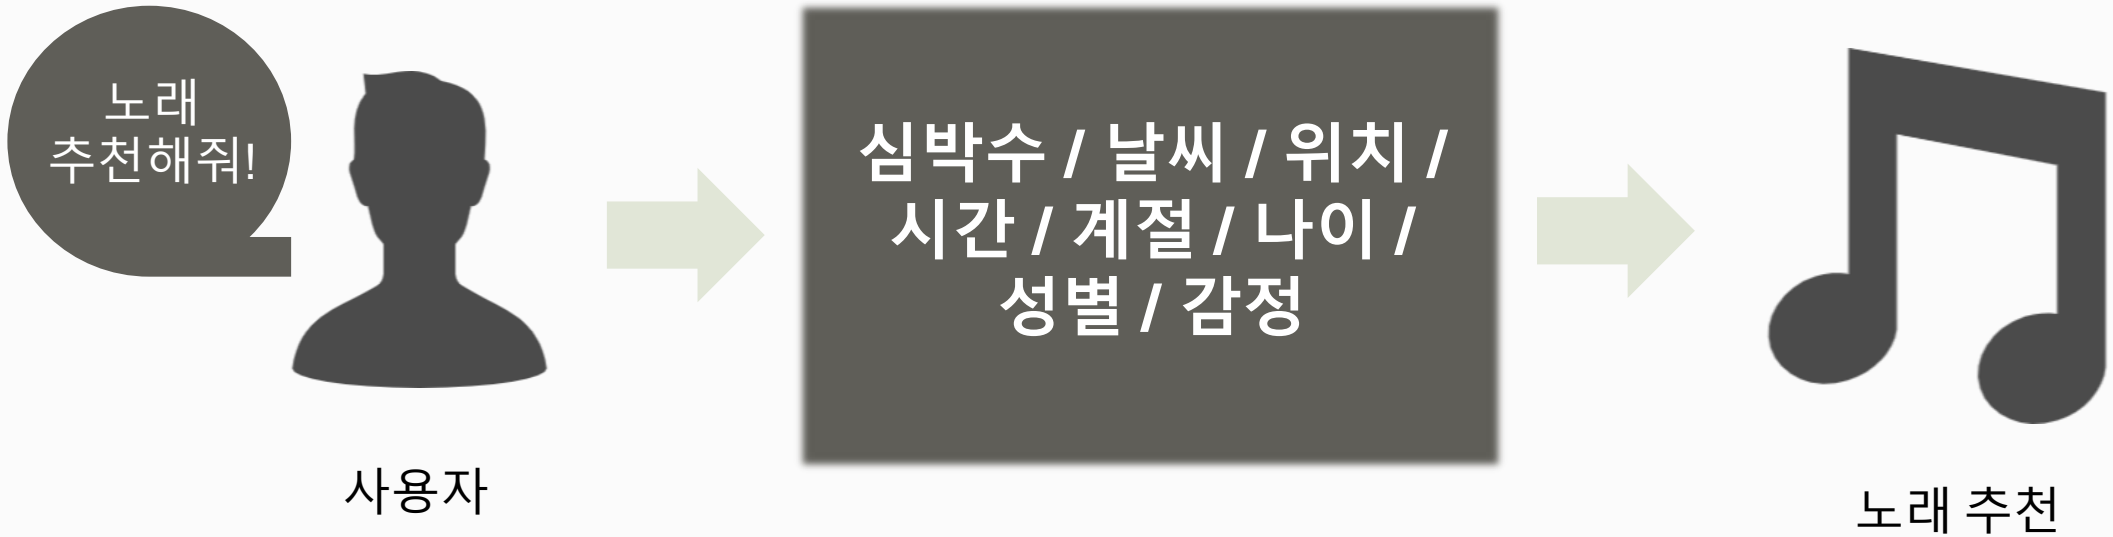 노래
추천해줘!
심박수 / 날씨 / 위치 /
시간 / 계절 / 나이 /
성별 / 감정
사용자
노래 추천